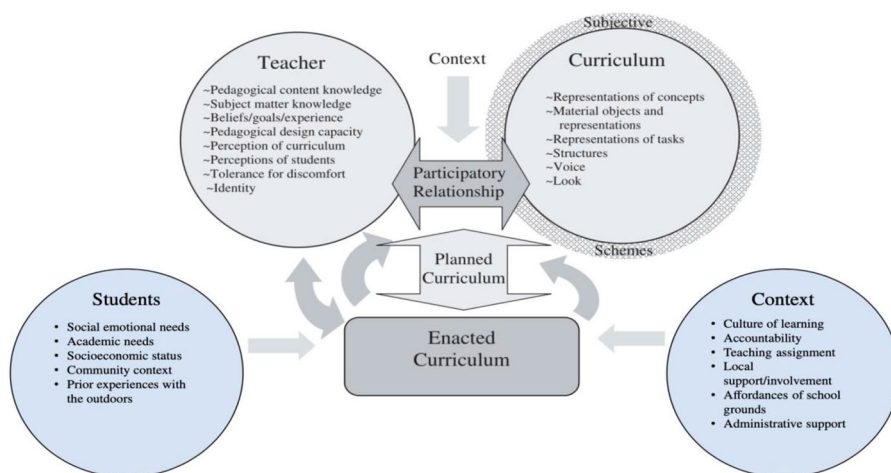 Subjective
Teacher
~Pedagogical content knowledge
~Subject matter knowledge
~Beliefs/goals/experience
~Pedagogical design capacity
~Perception of curriculum
~Perceptions of students
~Tolerance for discomfort
~Identity
Context
Curriculum
~Representations of concepts
~Material objects and
representations
~Representations of tasks
~Structures
~Voice
~Look
Participatory
Relationship
Schemes
Planned
Curriculum
Students
• Social emotional needs
• Academic needs
• Socioeconomic status
• Community context
• Prior experiences with
the outdoors
Enacted
Curriculum
Context
• Culture of learning
• Accountability
• Teaching assignment
• Local
support/involvement
• Affordances of school
grounds
• Administrative support